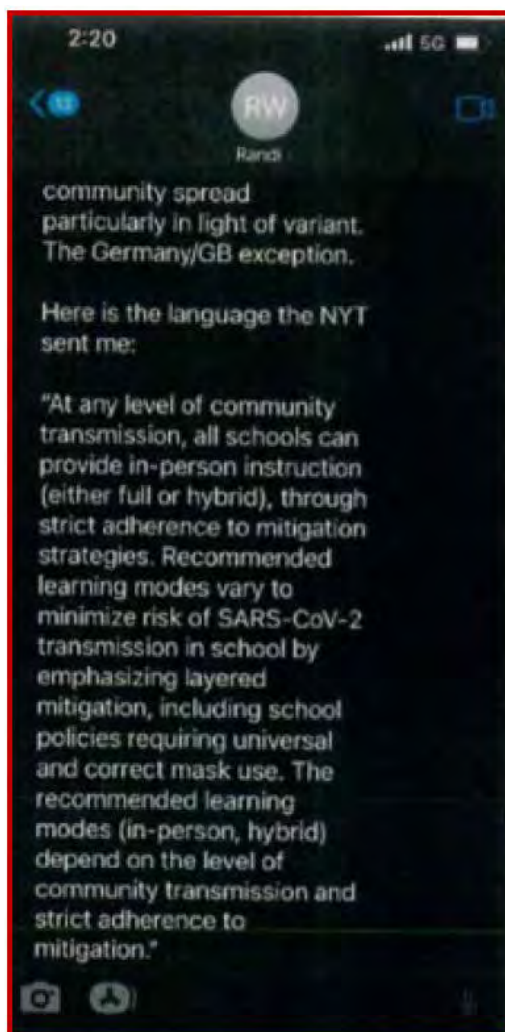 2:20
5G
RW
Randi
community spread
particularly in light of variant.
The Germany/GB exception.
Here is the language the NYT
sent me:
"At any level of community
transmission, all schools can
provide in-person instruction
(either full or hybrid), through
strict adherence to mitigation
strategies. Recommended
learning modes vary to
minimize risk of SARS-CoV-2
transmission in school by
emphasizing layered
mitigation, including school
policies requiring universal
and correct mask use. The
recommended learning
modes (in-person, hybrid)
depend on the level of
community transmission and
strict adherence to
mitigation."